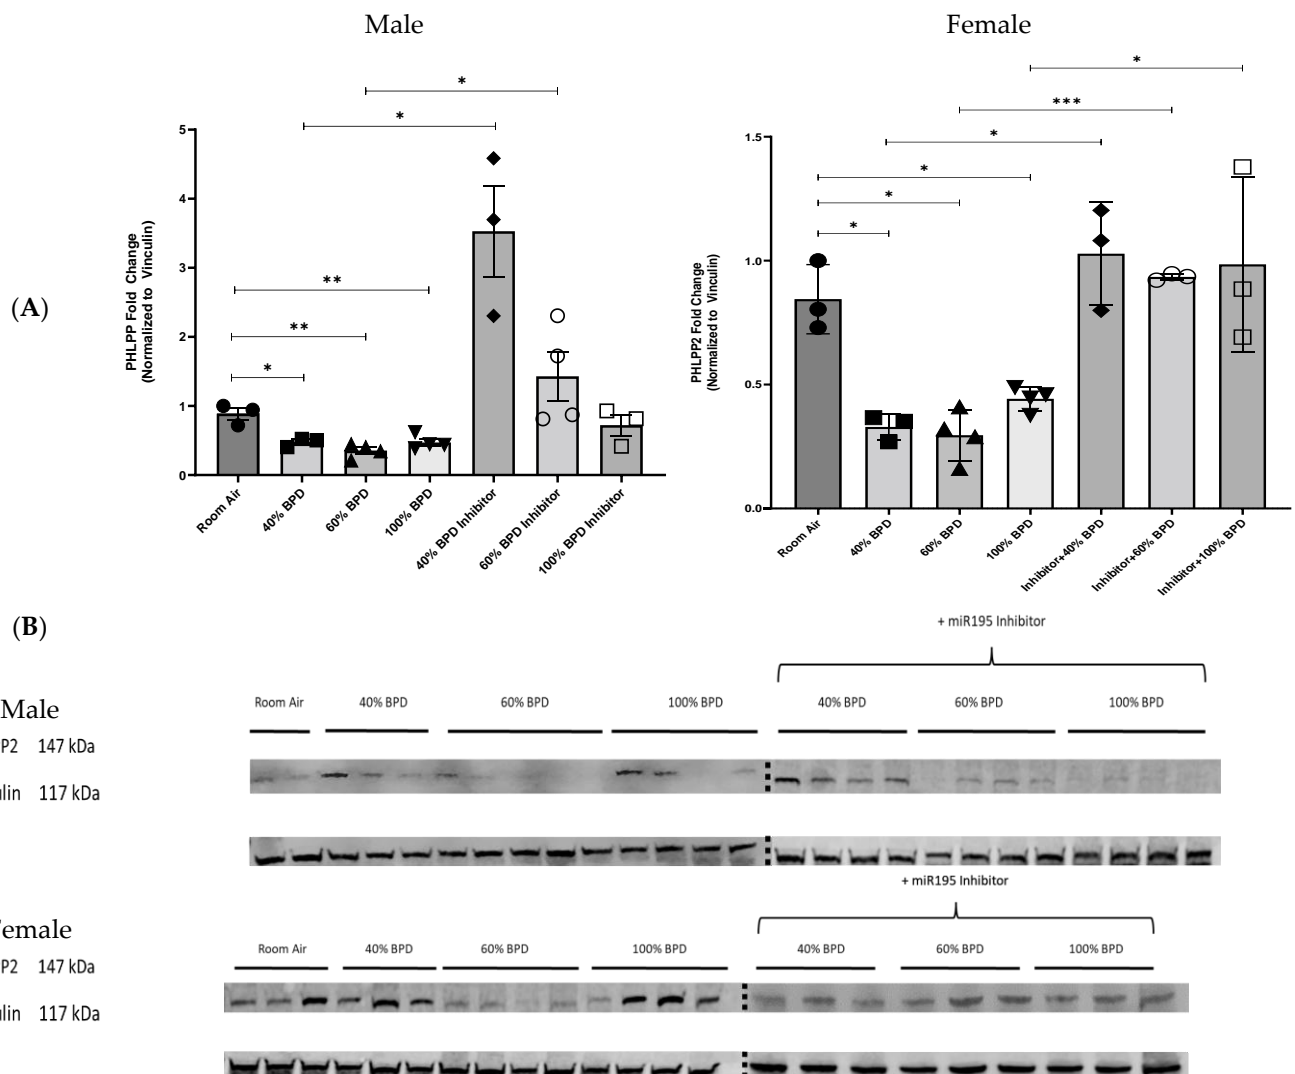 Male
Female
(A)
*
*
**
**
*
5
4
3
2
1
0
PHLPP Fold Change
(Normalized to Vinculin)
Room Air
40% BPD
60% BPD
100% BPD
40% BPD Inhibitor
60% BPD Inhibitor
100% BPD Inhibitor
*
***
*
*
*
*
1.5
1.0
0.5
0.0
PHLPP2 Fold Change
(Normalized to Vinculin)
Room Air
40% BPD
60% BPD
100% BPD
Inhibitor+40% BPD
Inhibitor+60% BPD
Inhibitor+100% BPD
(B)
+ miR195 Inhibitor
Male
Room Air 40% BPD 60% BPD 100% BPD 40% BPD 60% BPD 100% BPD
PP2 147 kDa
ulin 117 kDa
+ miR195 Inhibitor
emale
Room Air 40% BPD 60% BPD 100% BPD 40% BPD 60% BPD 100% BPD
P2 147 kDa
ulin 117 kDa